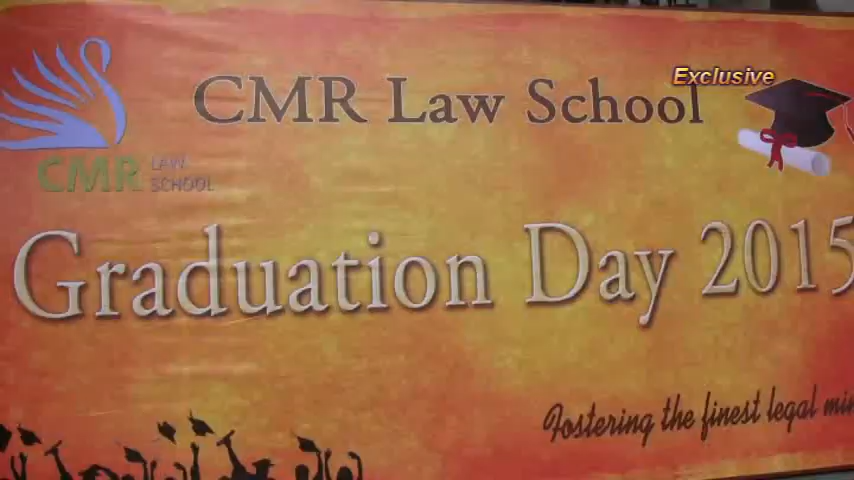 Exclusive
CMR Law School
CMR LAW
SCHOOL
Graduation Day 2015
Fostering the finest legal